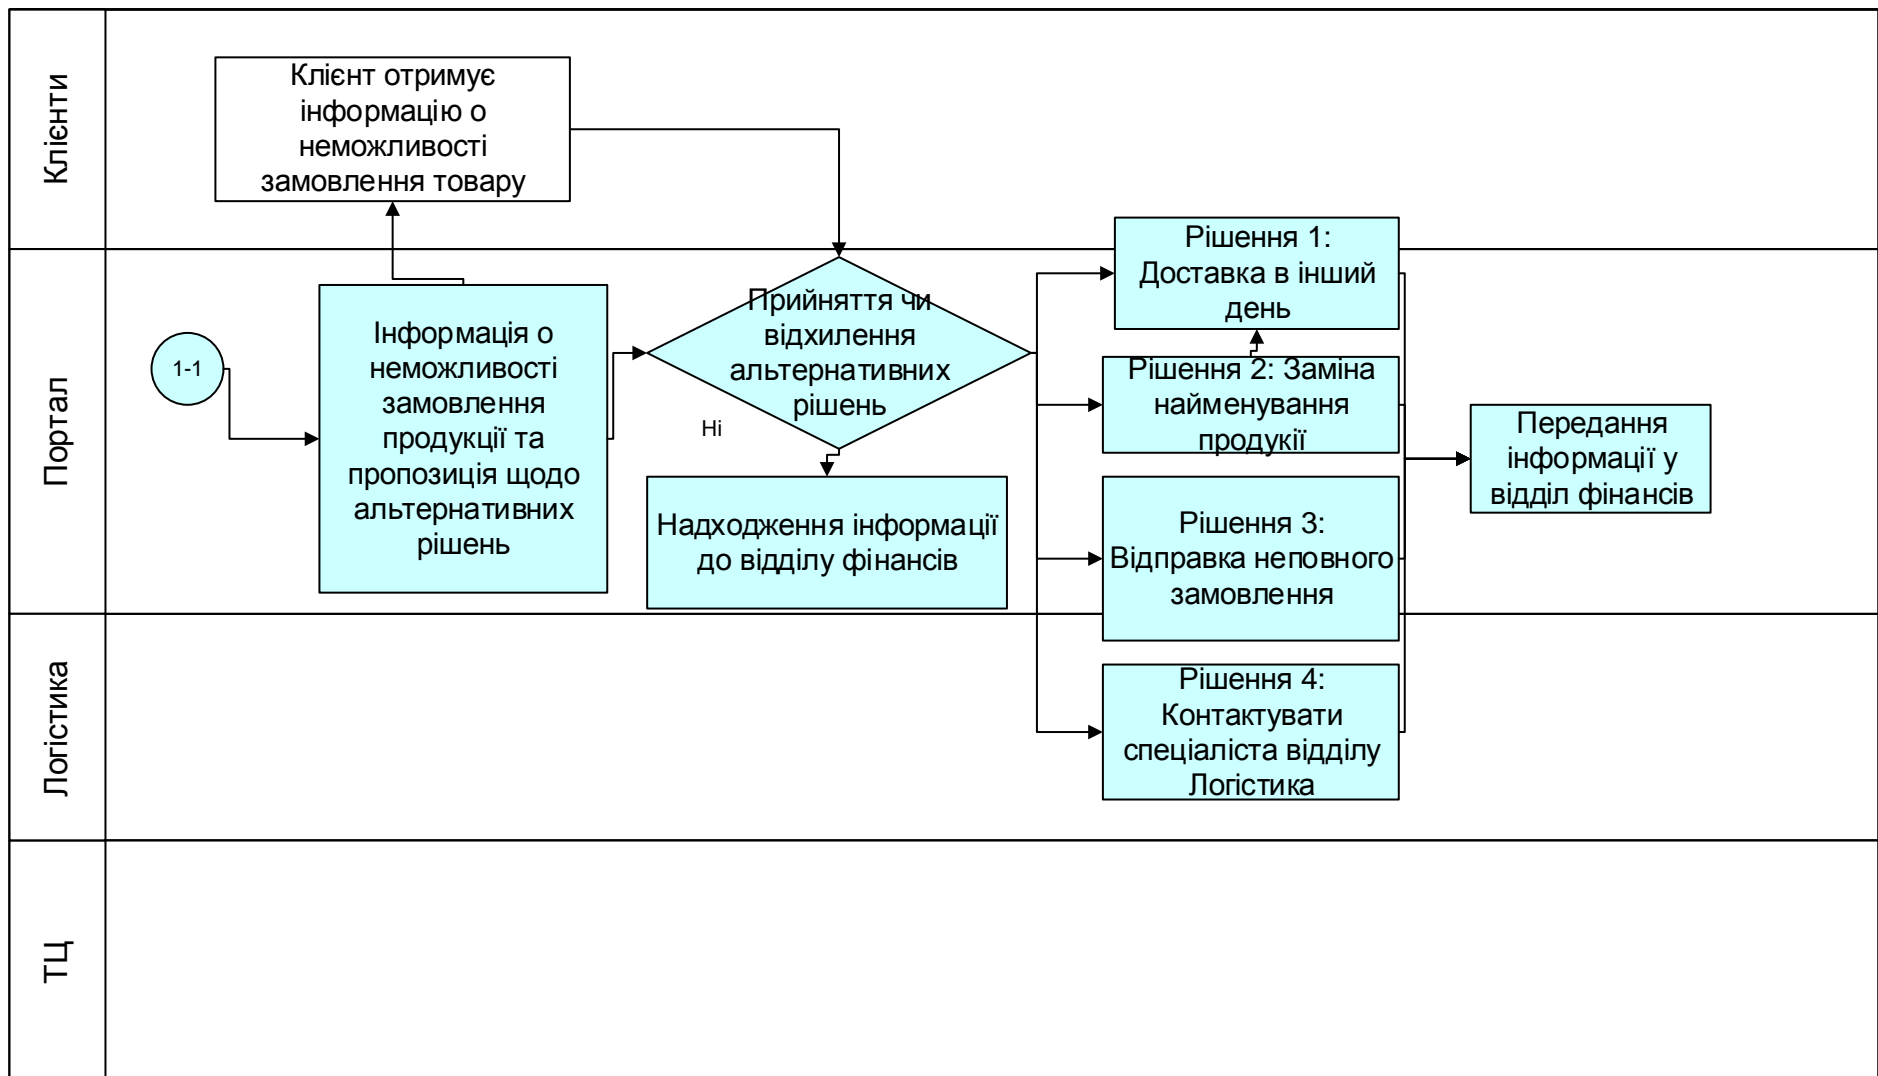 Клієнти
Клієнт отримує
інформацію о
неможливості
замовлення товару
Портал
1-1
Інформація о
неможливості
замовлення
продукції та
пропозиція щодо
альтернативних
рішень
Прийняття чи
відхилення
альтернативних
рішень
Ні
Надходження інформації
до відділу фінансів
Рішення 1:
Доставка в інший
день
Рішення 2: Заміна
найменування
продукії
Рішення 3:
Відправка неповного
замовлення
Передання
інформації у
відділ фінансів
Логістика
Рішення 4:
Контактувати
спеціаліста відділу
Логістика
ТЦ